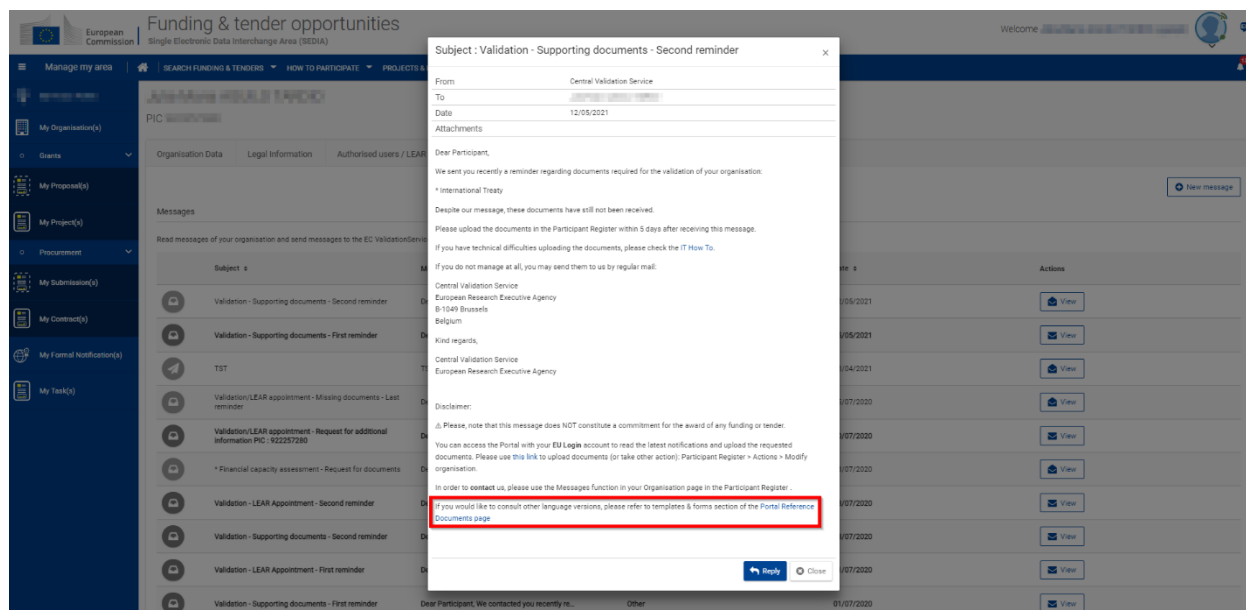 European
Commission
Funding & tender opportunities
Single Electronic Data Interchange Area (SEDIA)
Welcome
Manage my area
SEARCH FUNDING & TENDERS
HOW TO PARTICIPATE
PROJECTS &
My Organisation(s)
Grants
My Proposal(s)
My Project(s)
Procurement
My Submission(s)
My Contract(s)
My Formal Notification(s)
My Task(s)
PIC
Organisation Data
Legal Information
Authorised users / LEAR
New message
Messages
Read messages of your organisation and send messages to the EC ValidationServic
Subject
Actions
Validation - Supporting documents - Second reminder
/05/2021
View
Validation - Supporting documents - First reminder
/05/2021
View
TST
/04/2021
View
Validation/LEAR appointment - Missing documents - Last
reminder
/07/2020
View
Validation/LEAR appointment - Request for additional
information PIC : 922257280
/07/2020
View
* Financial capacity assessment - Request for documents
/07/2020
View
Validation - LEAR Appointment - Second reminder
/07/2020
View
Validation - Supporting documents - Second reminder
/07/2020
View
Validation - LEAR Appointment - First reminder
/07/2020
View
Validation - Supporting documents - First reminder
Dear Participant, We contacted you recently re...
Other
01/07/2020
View
Subject : Validation - Supporting documents - Second reminder
×
From
Central Validation Service
To
Date
12/05/2021
Attachments
Dear Participant,
We sent you recently a reminder regarding documents required for the validation of your organisation:
* International Treaty
Despite our message, these documents have still not been received.
Please upload the documents in the Participant Register within 5 days after receiving this message.
If you have technical difficulties uploading the documents, please check the IT How To.
If you do not manage at all, you may send them to us by regular mail:
Central Validation Service
European Research Executive Agency
B-1049 Brussels
Belgium
Kind regards,
Central Validation Service
European Research Executive Agency
Disclaimer:
⚠ Please, note that this message does NOT constitute a commitment for the award of any funding or tender.
You can access the Portal with your EU Login account to read the latest notifications and upload the requested
documents. Please use this link to upload documents (or take other action): Participant Register > Actions > Modify
organisation.
In order to contact us, please use the Messages function in your Organisation page in the Participant Register .
If you would like to consult other language versions, please refer to templates & forms section of the Portal Reference
Documents page
Reply
Close